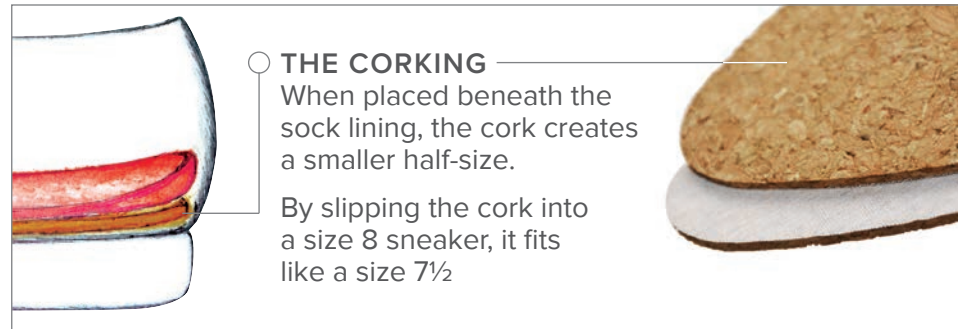 THE CORKING
When placed beneath the
sock lining, the cork creates
a smaller half-size.
By slipping the cork into
a size 8 sneaker, it fits
like a size 7½